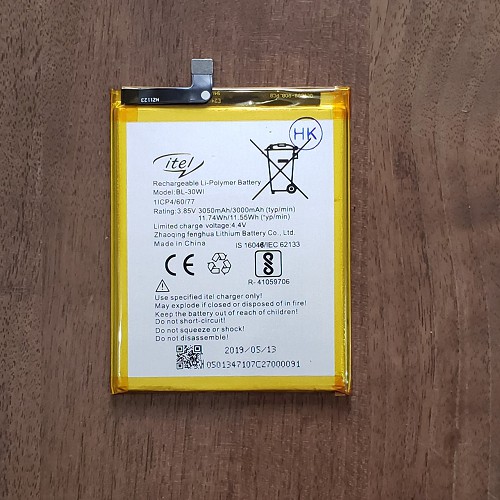 EZ1123
HK
itel
Rechargeable Li-Polymer Battery
Model: BL-30WI
1ICP4/60/77
Rating: 3.85V 3050mAh/3000mAh (typ/min)
11.74Wh/11.55Wh (typ/min)
Limited charge voltage:4.4V
Zhaoqing fenghua Lithium Battery Co., Ltd.
Made in China
IS 16046/IEC 62133
CE
R- 41059706
Use specified itel charger only!
May explode if closed or disposed of in fire!
Keep the battery out of reach of children!
Do not short-circuit!
Do not squeeze or shock!
Do not disassemble!
2019/05/13
0501347107C27000091